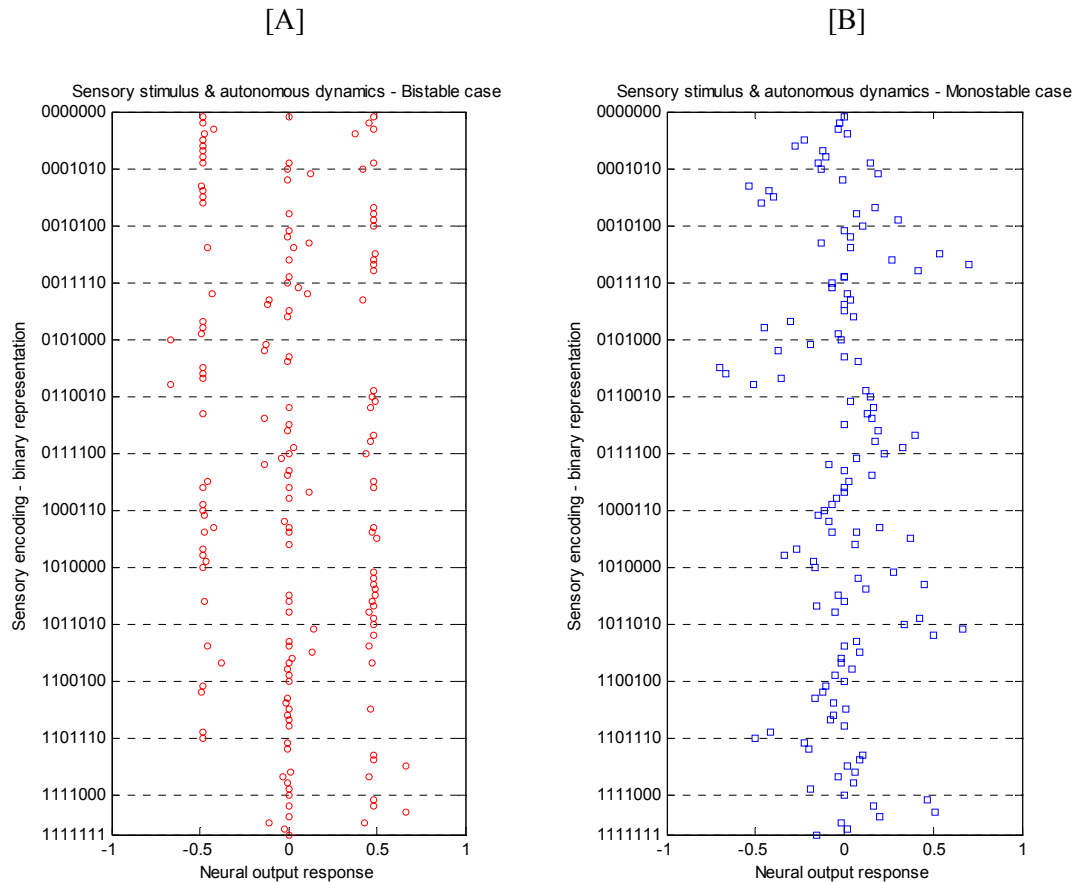 [A]
Sensory stimulus & autonomous dynamics - Bistable case
Sensory encoding - binary representation
0000000
0001010
0010100
0011110
0101000
0110010
0111100
1000110
1010000
1011010
1100100
1101110
1111000
1111111
-1 -0.5 0 0.5 1
Neural output response
[B]
Sensory stimulus & autonomous dynamics - Monostable case
Sensory encoding - binary representation
0000000
0001010
0010100
0011110
0101000
0110010
0111100
1000110
1010000
1011010
1100100
1101110
1111000
1111111
-1 -0.5 0 0.5 1
Neural output response